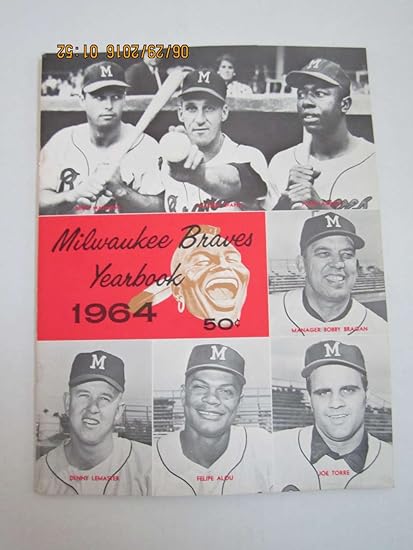 06/29/2016 01:52
M
M
Milwaukee Braves
Yearbook
1964
50¢
M
MANAGER BOBBY BRAGAN
M
M
M
DENNY LEMASTER
FELIPE ALOU
JOE TORRE